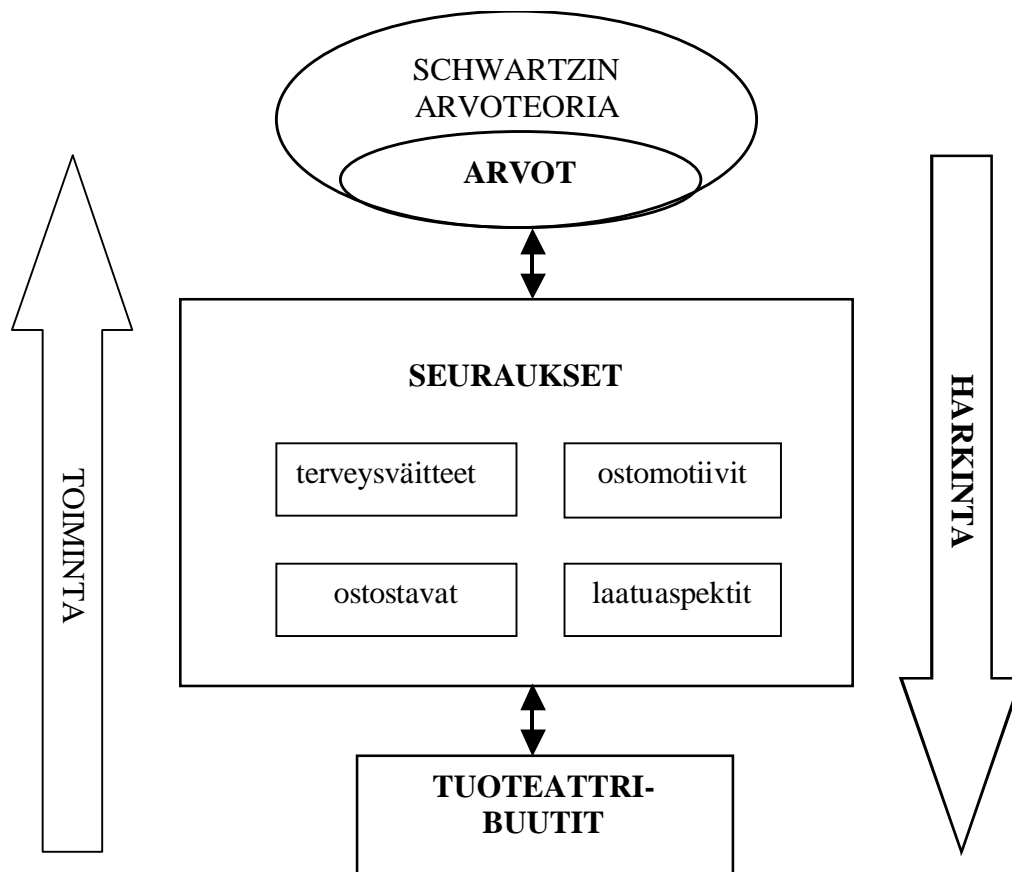 SCHWARTZIN
ARVOTEORIA
ARVOT
SEURAUKSET
terveysväitteet
ostomotiivit
ostostavat
laatuaspektit
TOIMINTA
HARKINTA
TUOTEATTRI-
BUUTIT